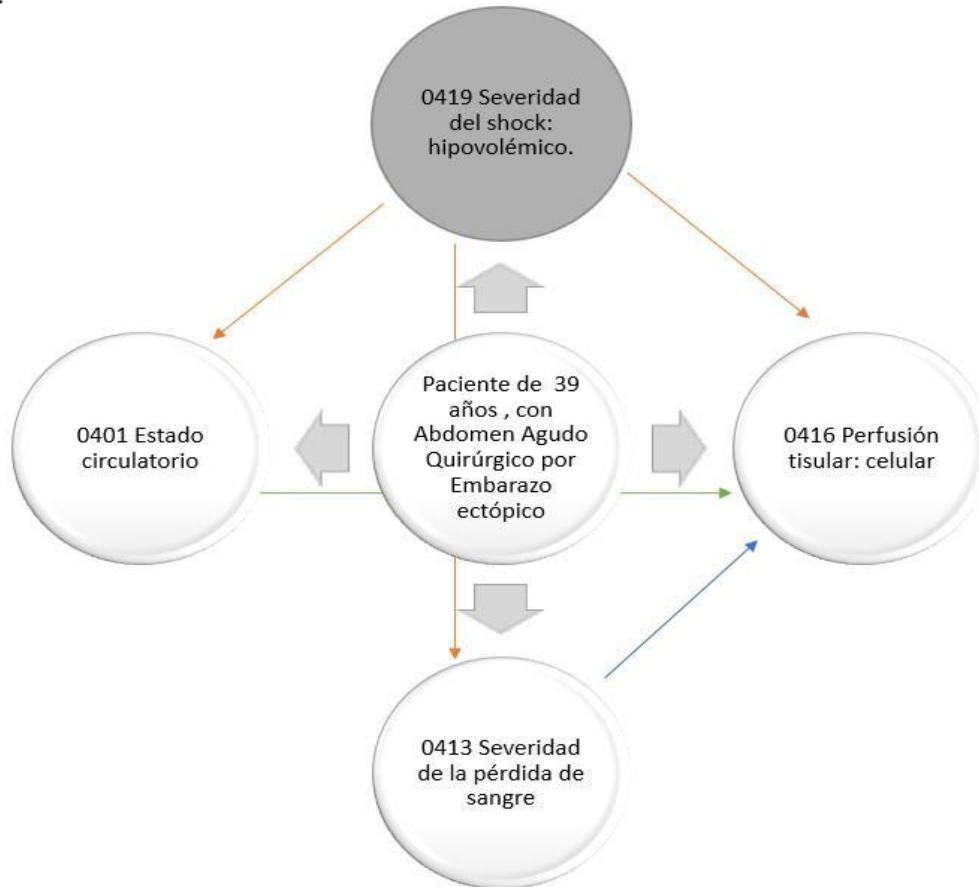 0419 Severidad
del shock:
hipovolémico.
0401 Estado
circulatorio
Paciente de 39
años , con
Abdomen Agudo
Quirúrgico por
Embarazo
ectópico
0416 Perfusión
tisular: celular
0413 Severidad
de la pérdida de
sangre